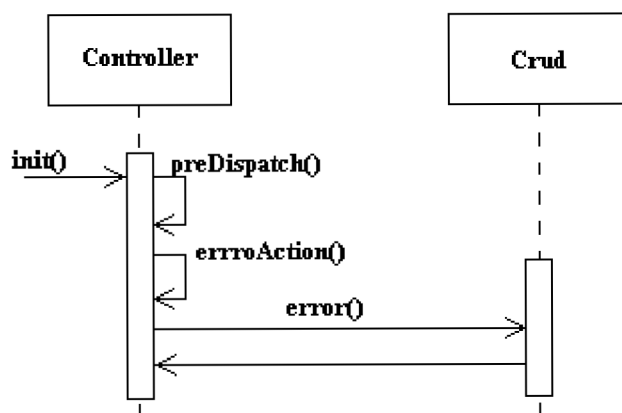 Controller
Crud
init()
preDispatch()
errroAction()
error()